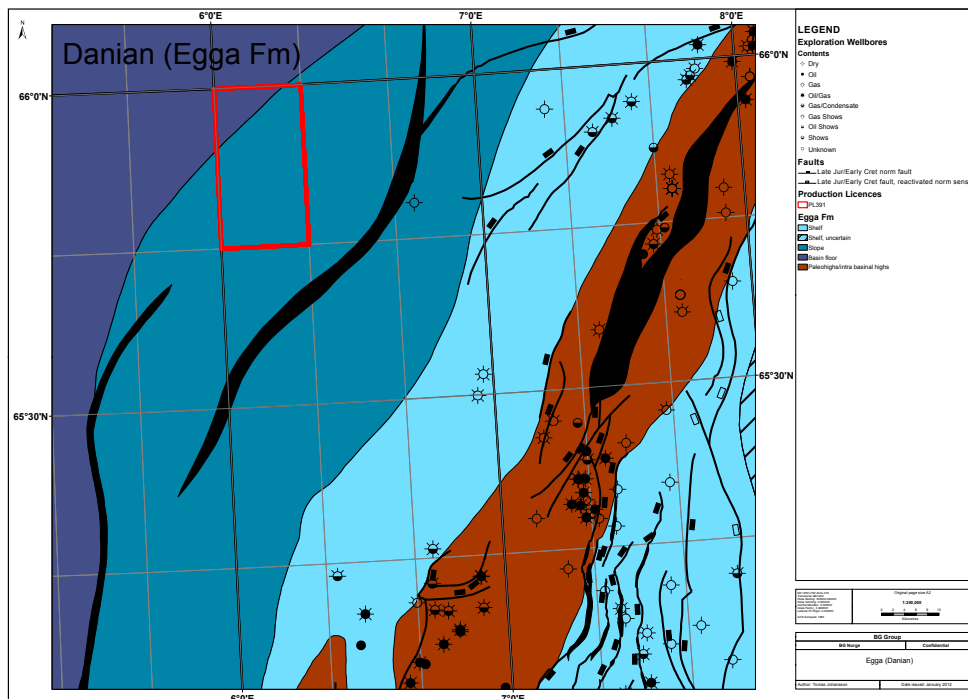 6°0'E
7°0'E
8°0'E
N
Danian (Egga Fm)
66°0'N
66°0'N
65°30'N
65°30'N
6°0'E
7°0'E
LEGEND
Exploration Wellbores
Contents
Dry
Oil
Gas
Oil/Gas
Gas/Condensate
Gas Shows
Oil Shows
Shows
Unknown
Faults
Late Jur/Early Cret norm fault
Late Jur/Early Cret fault, reactivated norm sens
Production Licences
PL391
Egga Fm
Shelf
Shelf, uncertain
Slope
Basin floor
Paleohighs/intra basinal highs
Original page size A2
Kilometres
BG Group
BG Norge
Confidential
Egga (Danian)
Author: Tomas Johansson
Date issued: January 2012